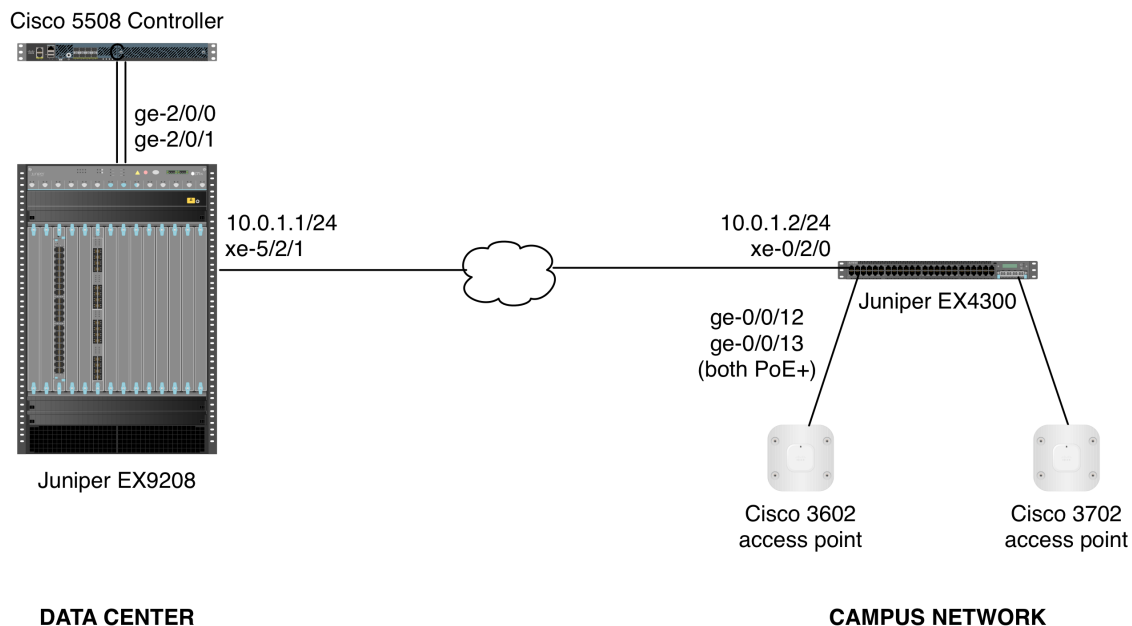 Cisco 5508 Controller
ge-2/0/0
ge-2/0/1
10.0.1.1/24
xe-5/2/1
Juniper EX9208
10.0.1.2/24
xe-0/2/0
Juniper EX4300
ge-0/0/12
ge-0/0/13
(both PoE+)
Cisco 3602
access point
Cisco 3702
access point
DATA CENTER
CAMPUS NETWORK